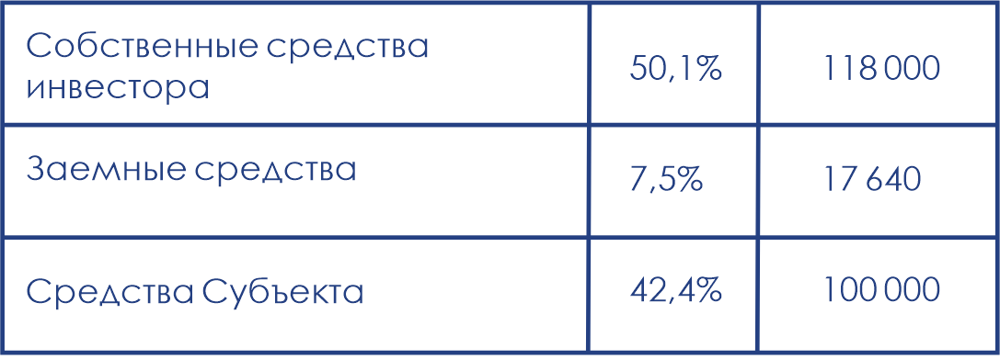 Собственные средства
инвестора
50,1%
118 000
Заемные средства
7,5%
17 640
Средства Субъекта
42,4%
100 000